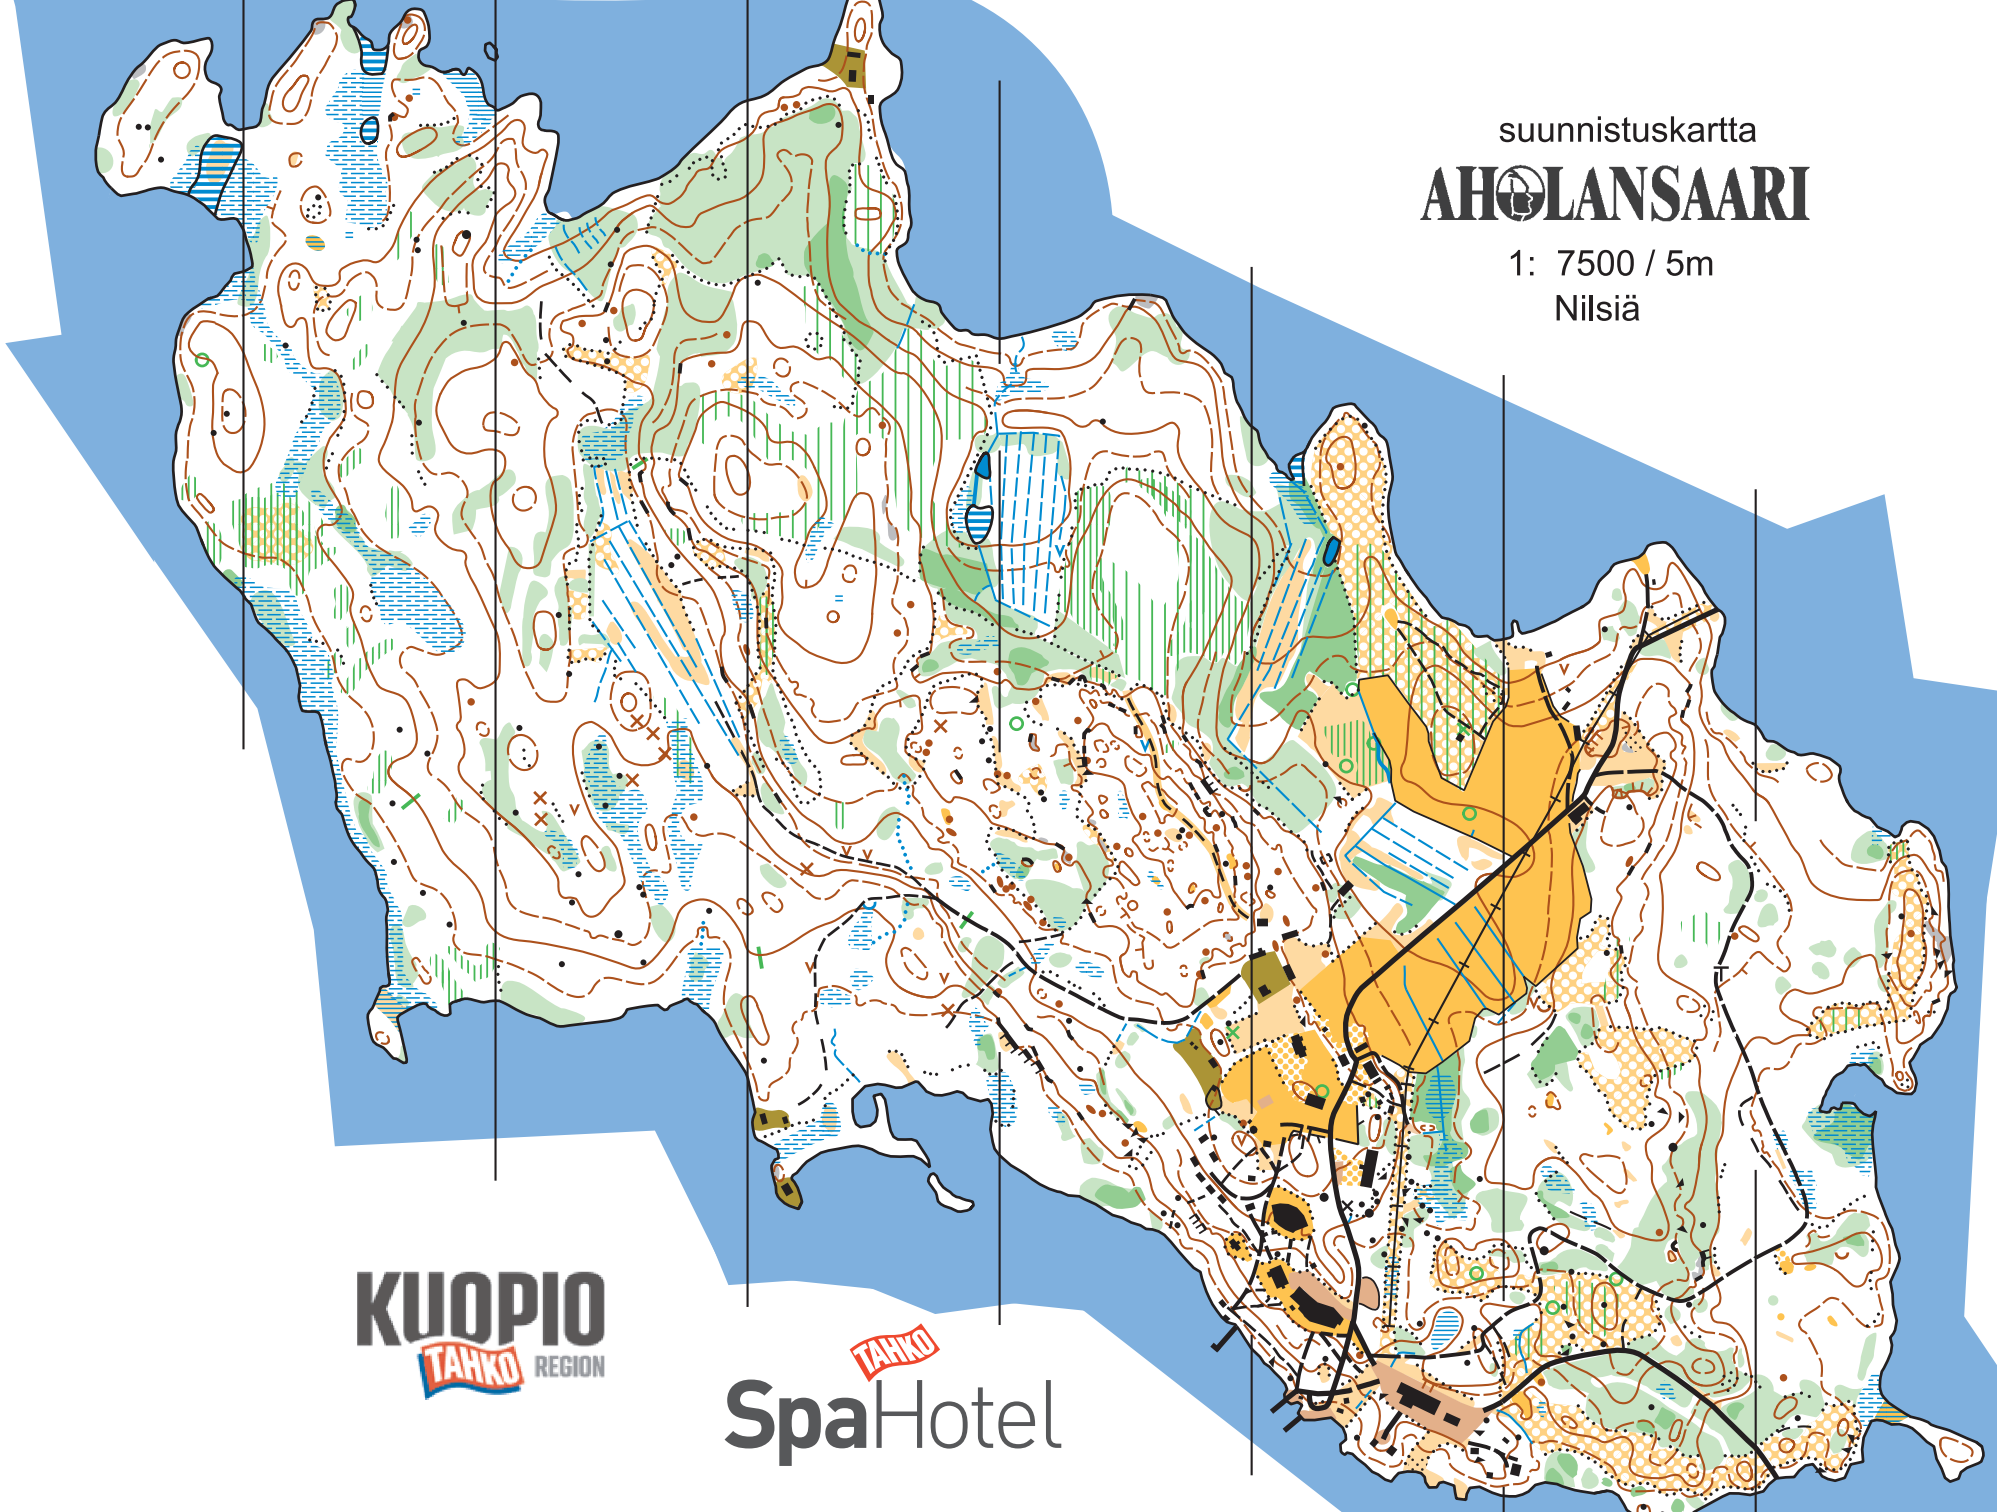 suunnistuskartta
AHOLANSAARI
1: 7500 / 5m
Nilsiä
KUOPIO
TAHKO REGION
TAHKO
SpaHotel